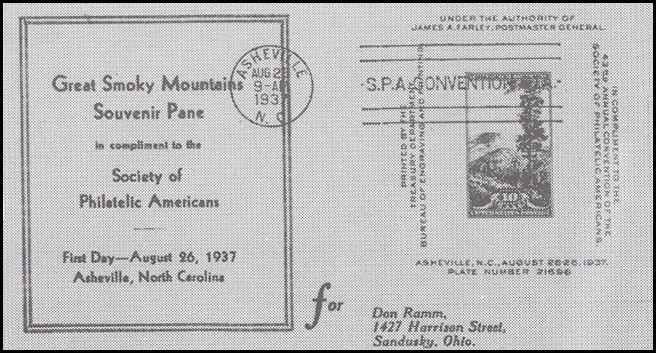 Great Smoky Mountains
Souvenir Pane
in compliment to the
Society of
Philatelic Americans
First Day—August 26, 1937
Asheville, North Carolina
ASHEVILLE
AUG 26
9-AM
1937
N. C.
UNDER THE AUTHORITY OF
JAMES A. FARLEY, POSTMASTER GENERAL
S.P.A. CONVENTION STA.
PRINTED BY THE
TREASURY DEPARTMENT,
BUREAU OF ENGRAVING AND PRINTING.
IN COMPLIMENT TO THE
43RD ANNUAL CONVENTION OF THE
SOCIETY OF PHILATELIC AMERICANS.
10
ASHEVILLE, N.C., AUGUST 26-28, 1937.
PLATE NUMBER 21696
for
Don Ramm,
1427 Harrison Street,
Sandusky, Ohio.